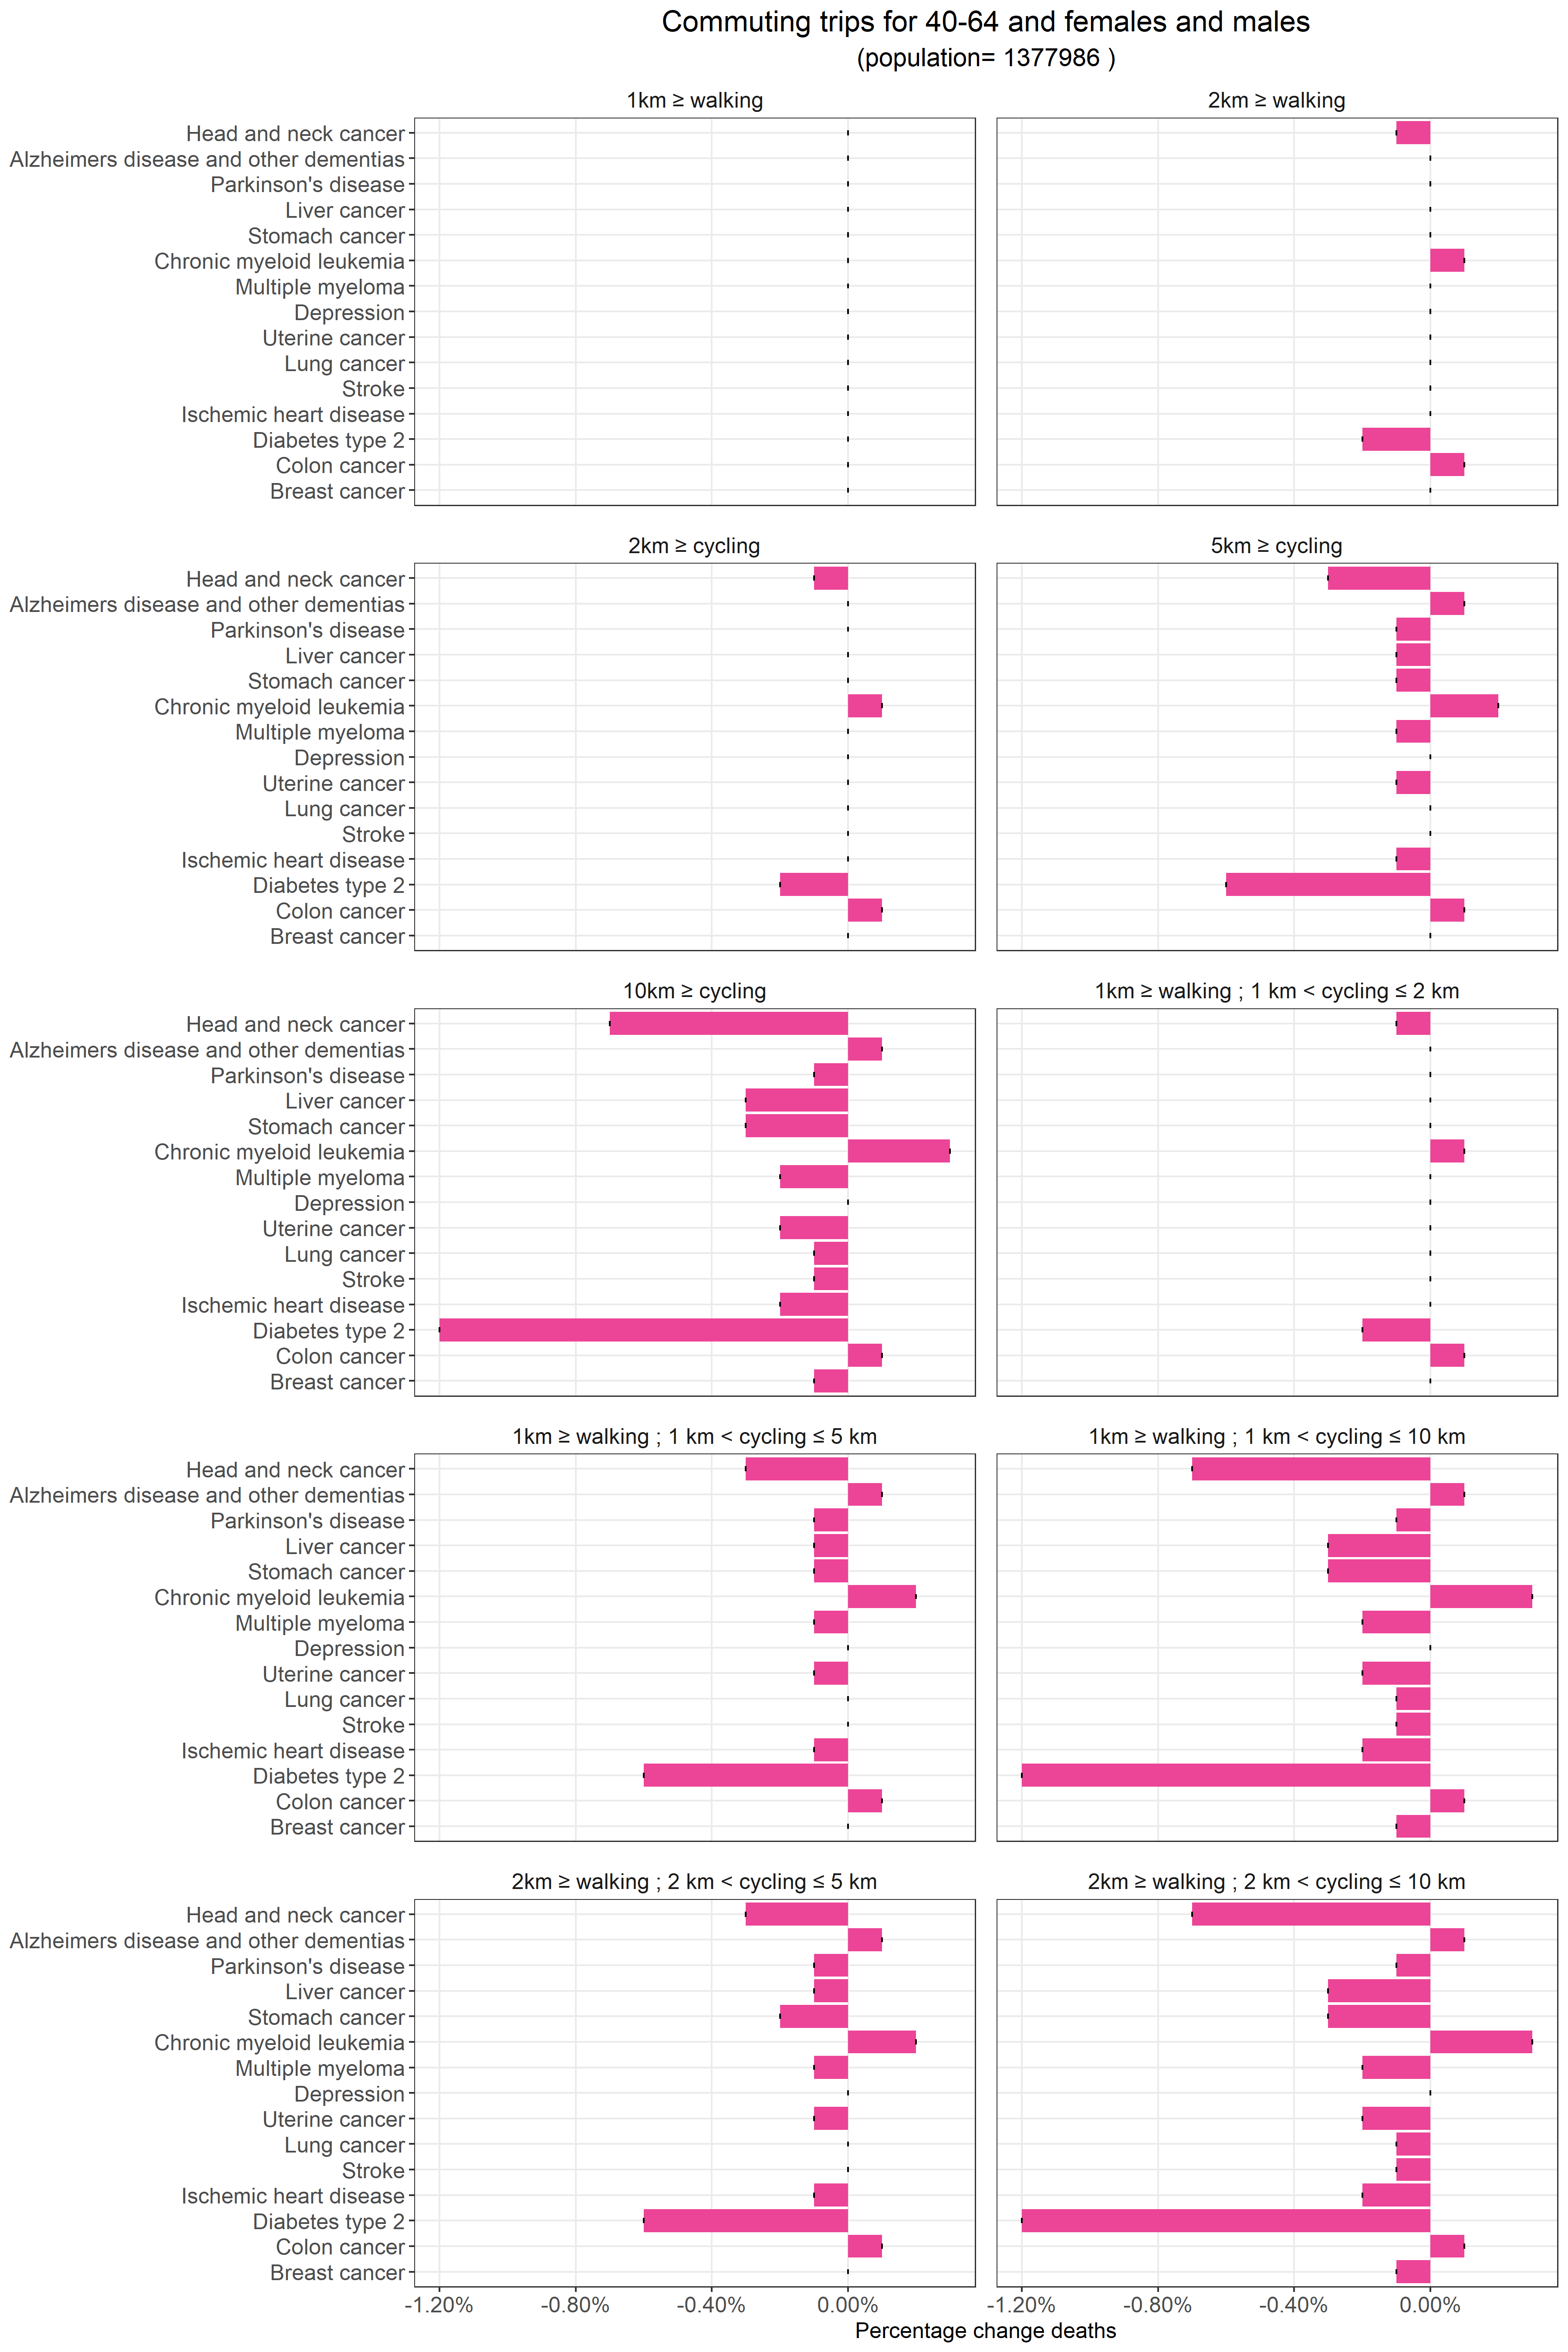 Commuting trips for 40-64 and females and males
(population= 1377986 )
1km ≥ walking
2km ≥ walking
Head and neck cancer
Alzheimers disease and other dementias
Parkinson's disease
Liver cancer
Stomach cancer
Chronic myeloid leukemia
Multiple myeloma
Depression
Uterine cancer
Lung cancer
Stroke
Ischemic heart disease
Diabetes type 2
Colon cancer
Breast cancer
2km ≥ cycling
5km ≥ cycling
Head and neck cancer
Alzheimers disease and other dementias
Parkinson's disease
Liver cancer
Stomach cancer
Chronic myeloid leukemia
Multiple myeloma
Depression
Uterine cancer
Lung cancer
Stroke
Ischemic heart disease
Diabetes type 2
Colon cancer
Breast cancer
10km ≥ cycling
1km ≥ walking ; 1 km < cycling ≤ 2 km
Head and neck cancer
Alzheimers disease and other dementias
Parkinson's disease
Liver cancer
Stomach cancer
Chronic myeloid leukemia
Multiple myeloma
Depression
Uterine cancer
Lung cancer
Stroke
Ischemic heart disease
Diabetes type 2
Colon cancer
Breast cancer
1km ≥ walking ; 1 km < cycling ≤ 5 km
1km ≥ walking ; 1 km < cycling ≤ 10 km
Head and neck cancer
Alzheimers disease and other dementias
Parkinson's disease
Liver cancer
Stomach cancer
Chronic myeloid leukemia
Multiple myeloma
Depression
Uterine cancer
Lung cancer
Stroke
Ischemic heart disease
Diabetes type 2
Colon cancer
Breast cancer
2km ≥ walking ; 2 km < cycling ≤ 5 km
2km ≥ walking ; 2 km < cycling ≤ 10 km
Head and neck cancer
Alzheimers disease and other dementias
Parkinson's disease
Liver cancer
Stomach cancer
Chronic myeloid leukemia
Multiple myeloma
Depression
Uterine cancer
Lung cancer
Stroke
Ischemic heart disease
Diabetes type 2
Colon cancer
Breast cancer
-1.20% -0.80% -0.40% 0.00% -1.20% -0.80% -0.40% 0.00%
Percentage change deaths